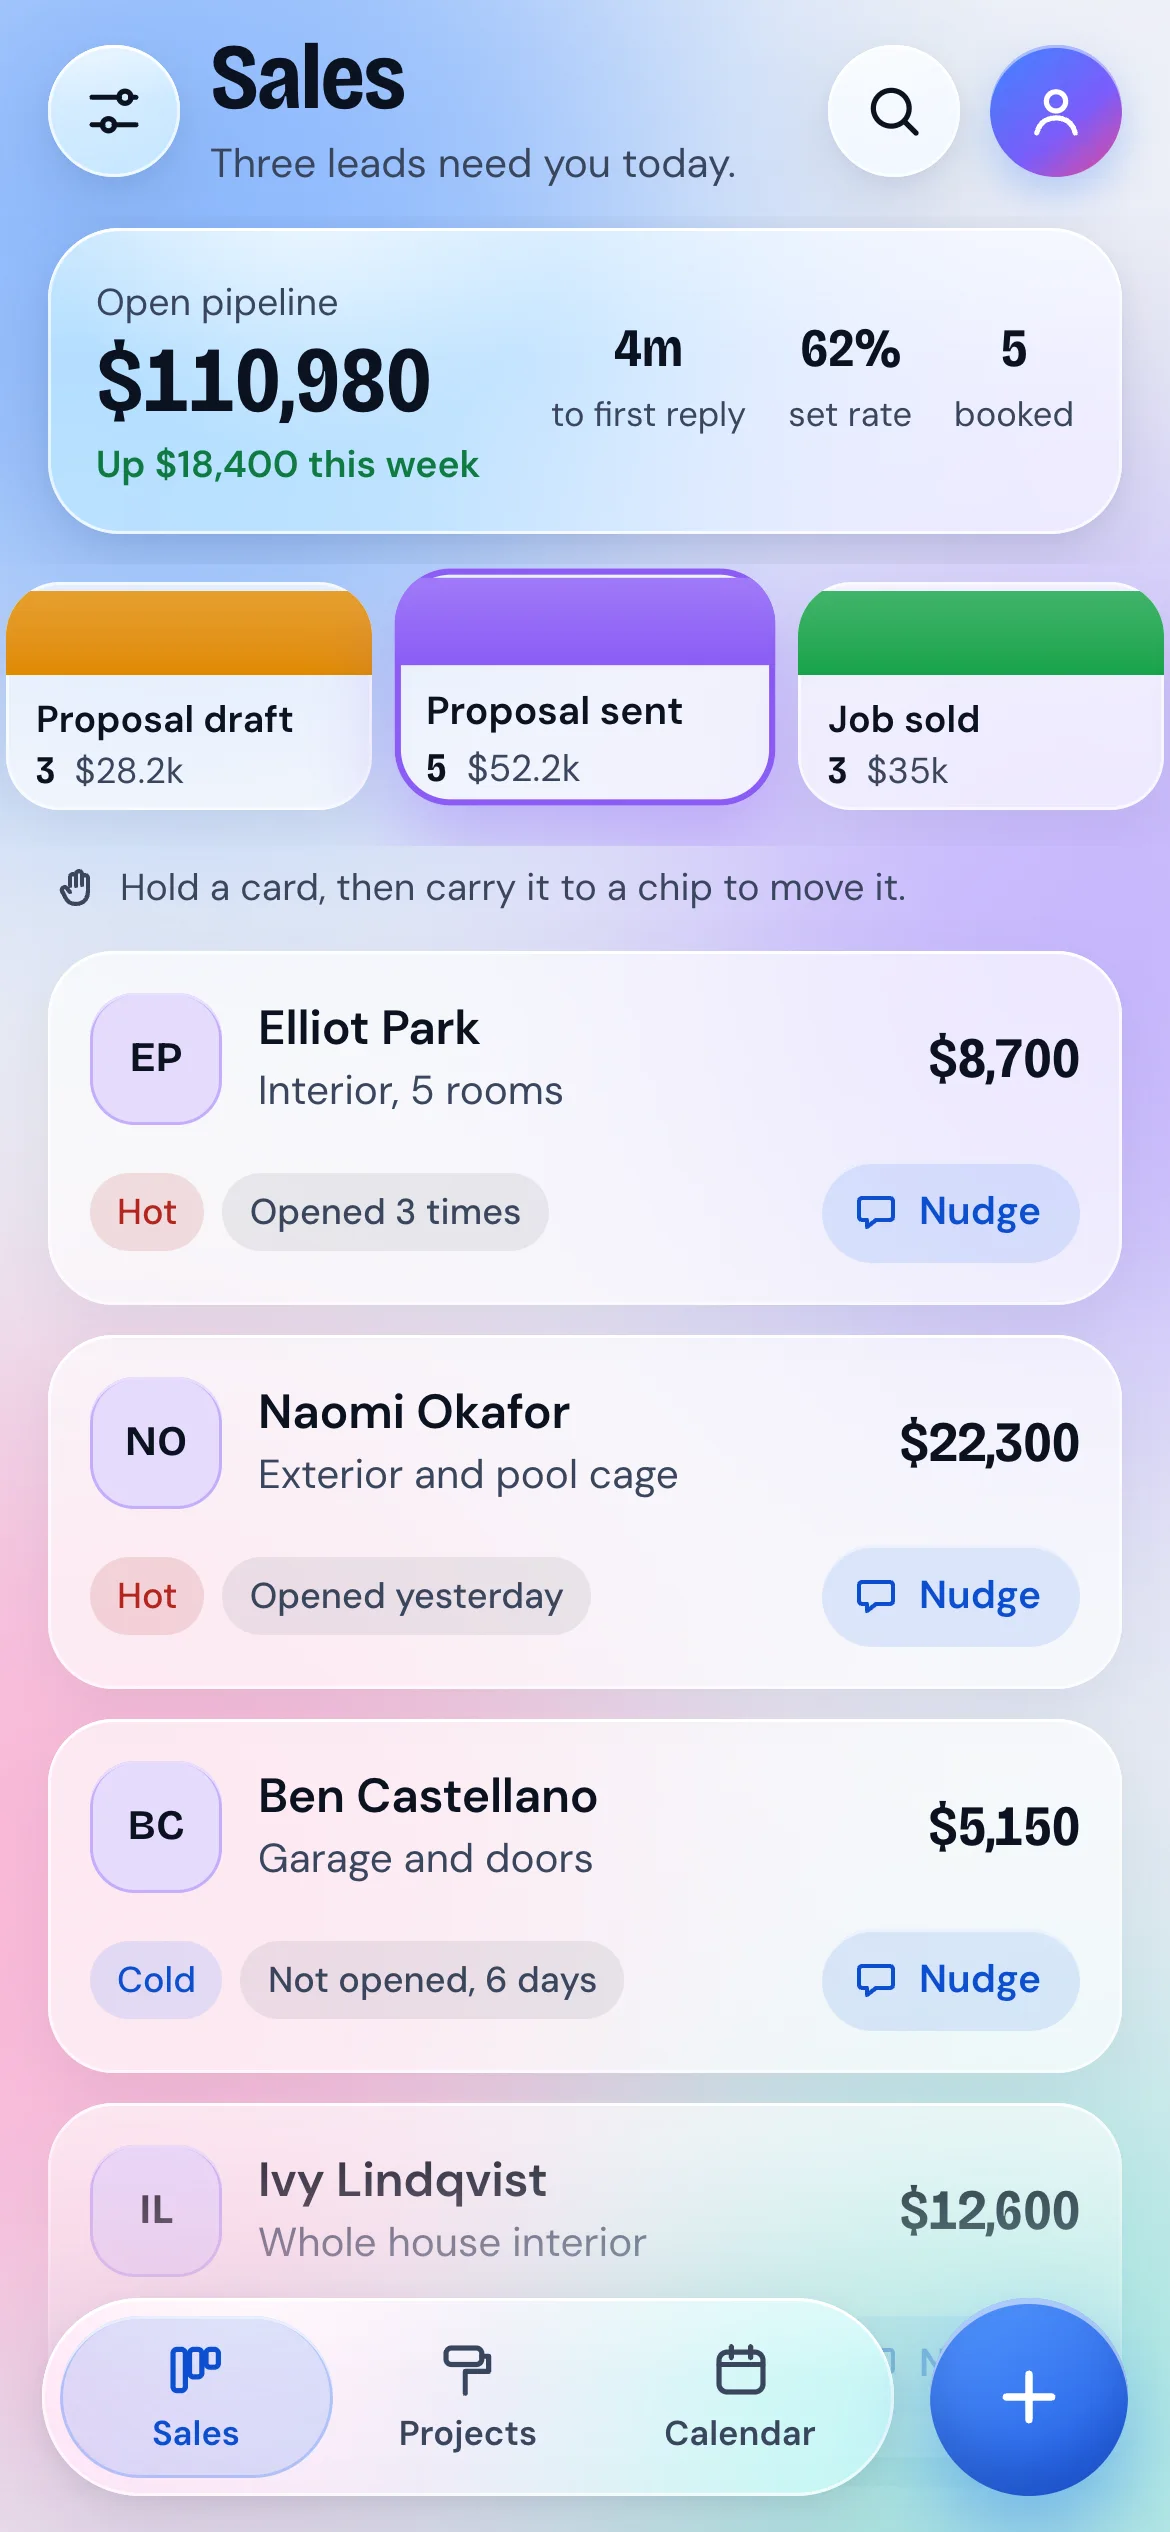 Sales
Three leads need you today.
Open pipeline
$110,980
Up $18,400 this week
4m
to first reply
62%
set rate
5
booked
Proposal draft
3 $28.2k
Proposal sent
5 $52.2k
Job sold
3 $35k
Hold a card, then carry it to a chip to move it.
EP
Elliot Park
Interior, 5 rooms
$8,700
Hot
Opened 3 times
Nudge
NO
Naomi Okafor
Exterior and pool cage
$22,300
Hot
Opened yesterday
Nudge
BC
Ben Castellano
Garage and doors
$5,150
Cold
Not opened, 6 days
Nudge
IL
Ivy Lindqvist
Whole house interior
$12,600
Sales
Projects
Calendar